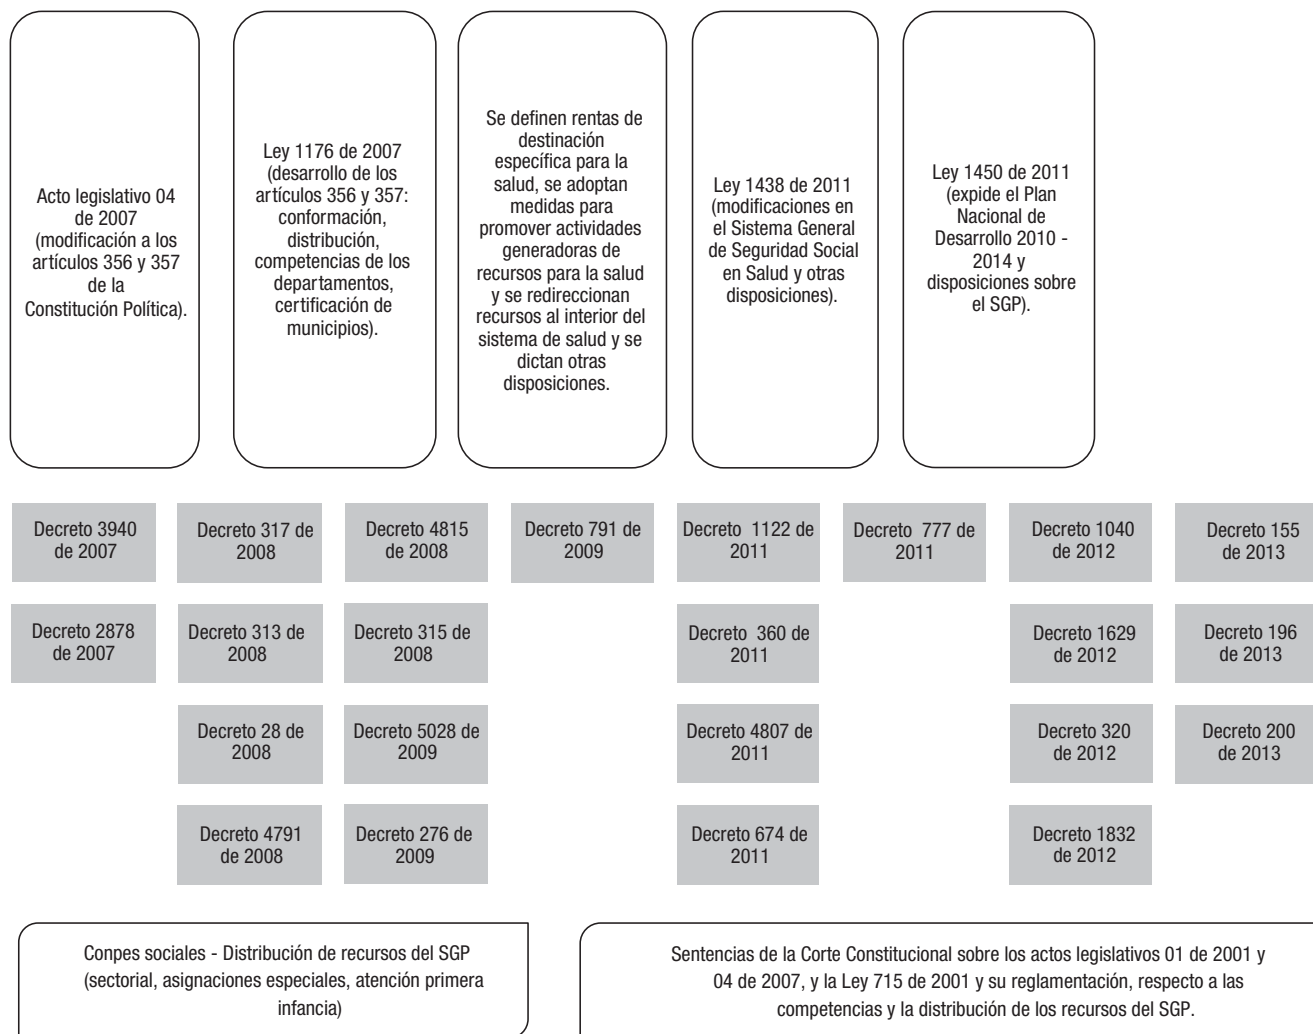 Acto legislativo 04
de 2007
(modificación a los
artículos 356 y 357
de la
Constitución Política).
Ley 1176 de 2007
(desarrollo de los
artículos 356 y 357:
conformación,
distribución,
competencias de los
departamentos,
certificación de
municipios).
Se definen rentas de
destinación
específica para la
salud, se adoptan
medidas para
promover actividades
generadoras de
recursos para la salud
y se redireccionan
recursos al interior del
sistema de salud y se
dictan otras
disposiciones.
Ley 1438 de 2011
(modificaciones en
el Sistema General
de Seguridad Social
en Salud y otras
disposiciones).
Ley 1450 de 2011
(expide el Plan
Nacional de
Desarrollo 2010 -
2014 y
disposiciones sobre
el SGP).
Decreto 3940
de 2007
Decreto 317 de
2008
Decreto 4815
de 2008
Decreto 791 de
2009
Decreto 1122 de
2011
Decreto 777 de
2011
Decreto 1040
de 2012
Decreto 155
de 2013
Decreto 2878
de 2007
Decreto 313 de
2008
Decreto 315 de
2008
Decreto 360 de
2011
Decreto 1629
de 2012
Decreto 196
de 2013
Decreto 28 de
2008
Decreto 5028 de
2009
Decreto 4807 de
2011
Decreto 320
de 2012
Decreto 200
de 2013
Decreto 4791
de 2008
Decreto 276 de
2009
Decreto 674 de
2011
Decreto 1832
de 2012
Conpes sociales - Distribución de recursos del SGP
(sectorial, asignaciones especiales, atención primera
infancia)
Sentencias de la Corte Constitucional sobre los actos legislativos 01 de 2001 y
04 de 2007, y la Ley 715 de 2001 y su reglamentación, respecto a las
competencias y la distribución de los recursos del SGP.